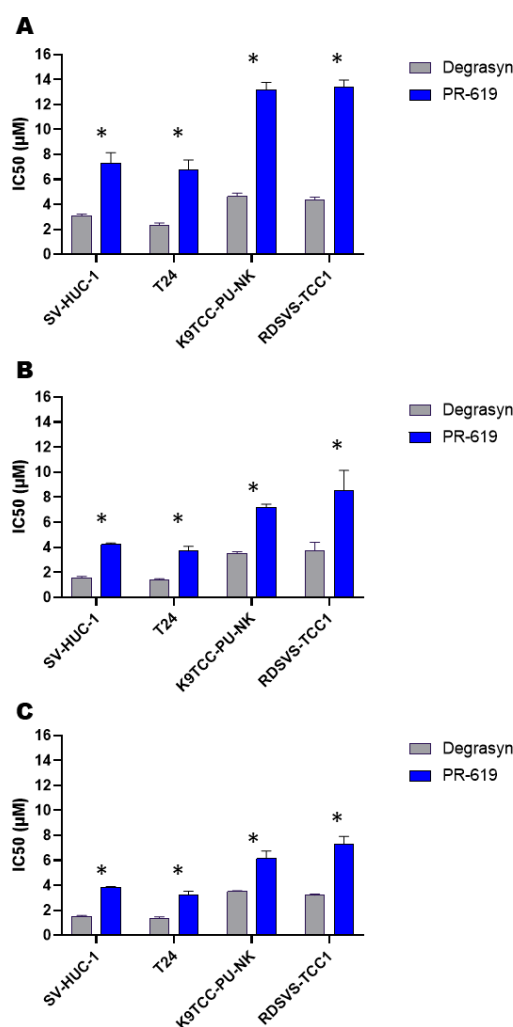 A
IC50 (µM)
16
14
12
10
8
6
4
2
0
*
*
*
*
SV-HUC-1
T24
K9TCC-PU-NK
RDSVS-TCC1
Degrasyn
PR-619
B
IC50 (µM)
16
14
12
10
8
6
4
2
0
*
*
*
*
SV-HUC-1
T24
K9TCC-PU-NK
RDSVS-TCC1
Degrasyn
PR-619
C
IC50 (µM)
16
14
12
10
8
6
4
2
0
*
*
*
*
SV-HUC-1
T24
K9TCC-PU-NK
RDSVS-TCC1
Degrasyn
PR-619